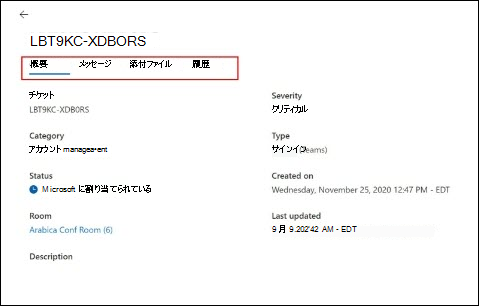 LBT9KC-XDBORS
概要 メッセージ 添付ファイル 履歴
チケット
LBT9KC-XDB0RS
Severity
クリティカル
Category
アカウント
Type
サインイン (Teams)
Status
Microsoft に割り当てられている
Created on
Wednesday, November 25, 2020 12:47 PM - EDT
Room
Arabica Conf Room (6)
Last updated
9月 9.202'42 AM - EDT
Description